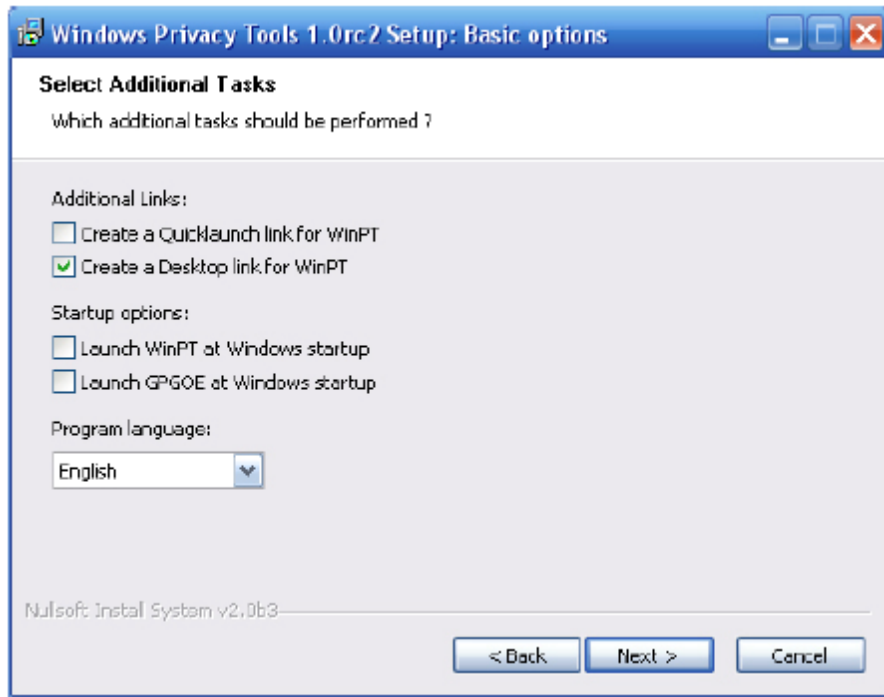 Windows Privacy Tools 1.0rc2 Setup: Basic options
Select Additional Tasks
Which additional tasks should be performed ?
Additional Links:
Create a Quicklaunch link for WinPT
Create a Desktop link for WinPT
Startup options:
Launch WinPT at Windows startup
Launch GPGOE at Windows startup
Program language:
English
Nullsoft Install System v2.0b3
< Back Next > Cancel